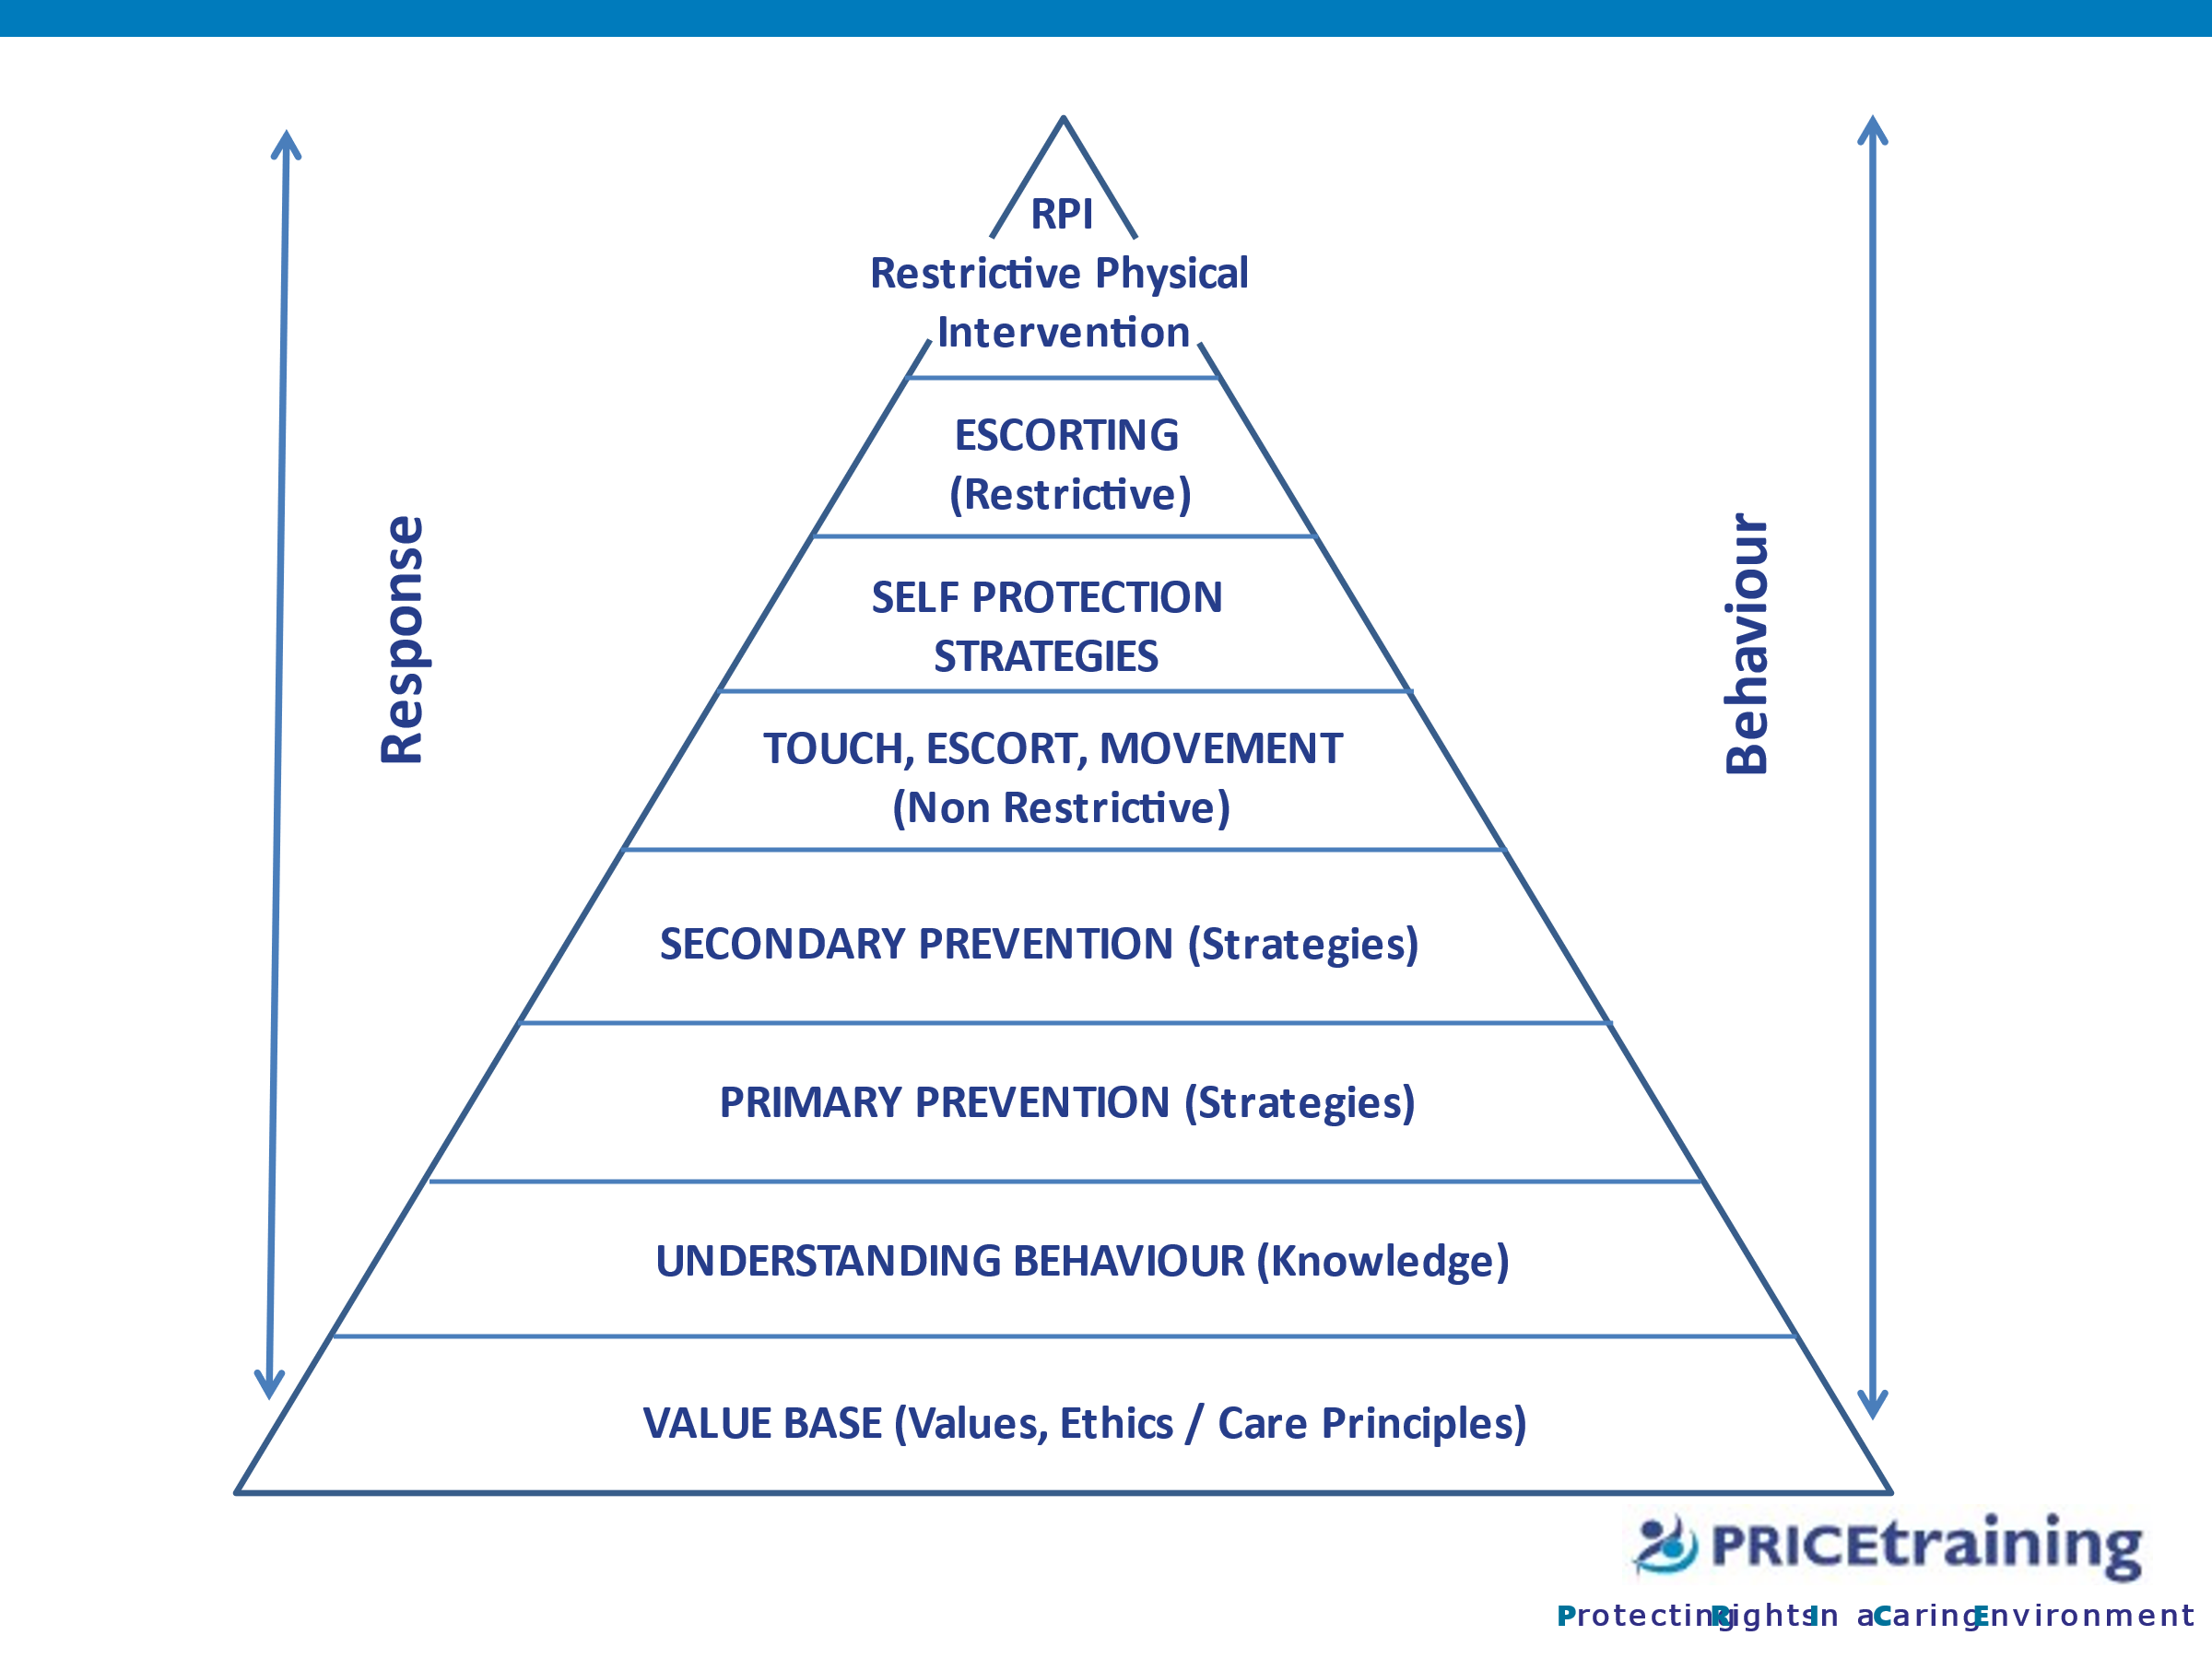 RPI
Restrictive Physical
Intervention
ESCORTING
(Restrictive)
SELF PROTECTION
STRATEGIES
TOUCH, ESCORT, MOVEMENT
(Non Restrictive)
SECONDARY PREVENTION (Strategies)
PRIMARY PREVENTION (Strategies)
UNDERSTANDING BEHAVIOUR (Knowledge)
VALUE BASE (Values, Ethics / Care Principles)
Response
Behaviour
PRICEtraining
Protecting Rights In a Caring Environment